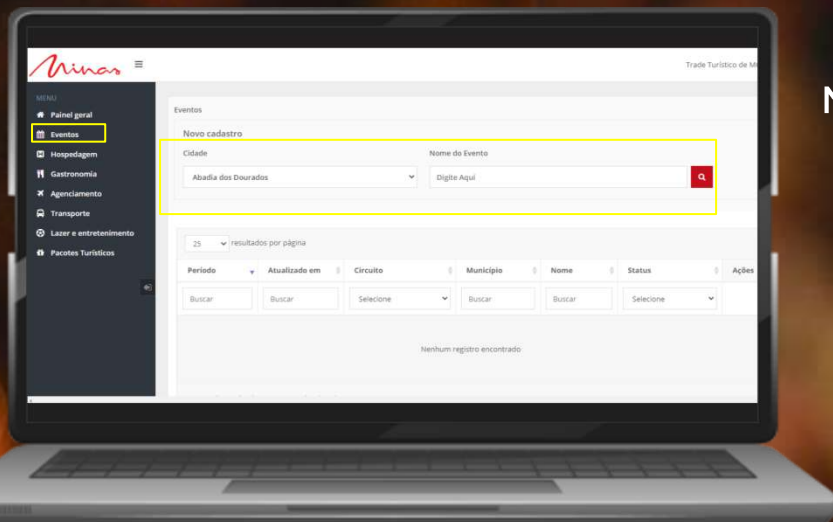 Minas
Trade Turístico de M
N
MENU
Painel geral
Eventos
Hospedagem
Gastronomia
Agenciamento
Transporte
Lazer e entretenimento
Pacotes Turísticos
Eventos
Novo cadastro
Cidade Nome do Evento
Abadia dos Dourados Digite Aqui
25 resultados por página
Período Atualizado em Circuito Município Nome Status Ações
Buscar Buscar Selecione Buscar Buscar Selecione
Nenhum registro encontrado